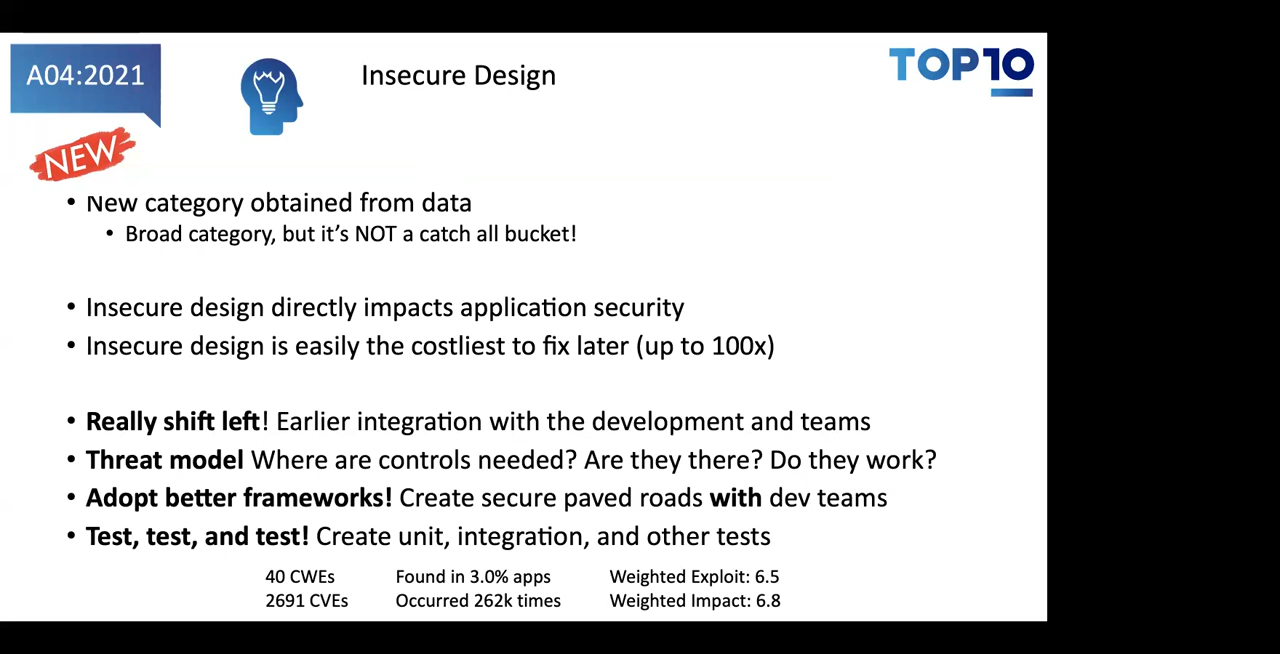 A04:2021
Insecure Design
TOP10
NEW
• New category obtained from data
• Broad category, but it's NOT a catch all bucket!
• Insecure design directly impacts application security
• Insecure design is easily the costliest to fix later (up to 100x)
• Really shift left! Earlier integration with the development and teams
• Threat model Where are controls needed? Are they there? Do they work?
• Adopt better frameworks! Create secure paved roads with dev teams
• Test, test, and test! Create unit, integration, and other tests
40 CWEs Found in 3.0% apps Weighted Exploit: 6.5
2691 CVEs Occurred 262k times Weighted Impact: 6.8